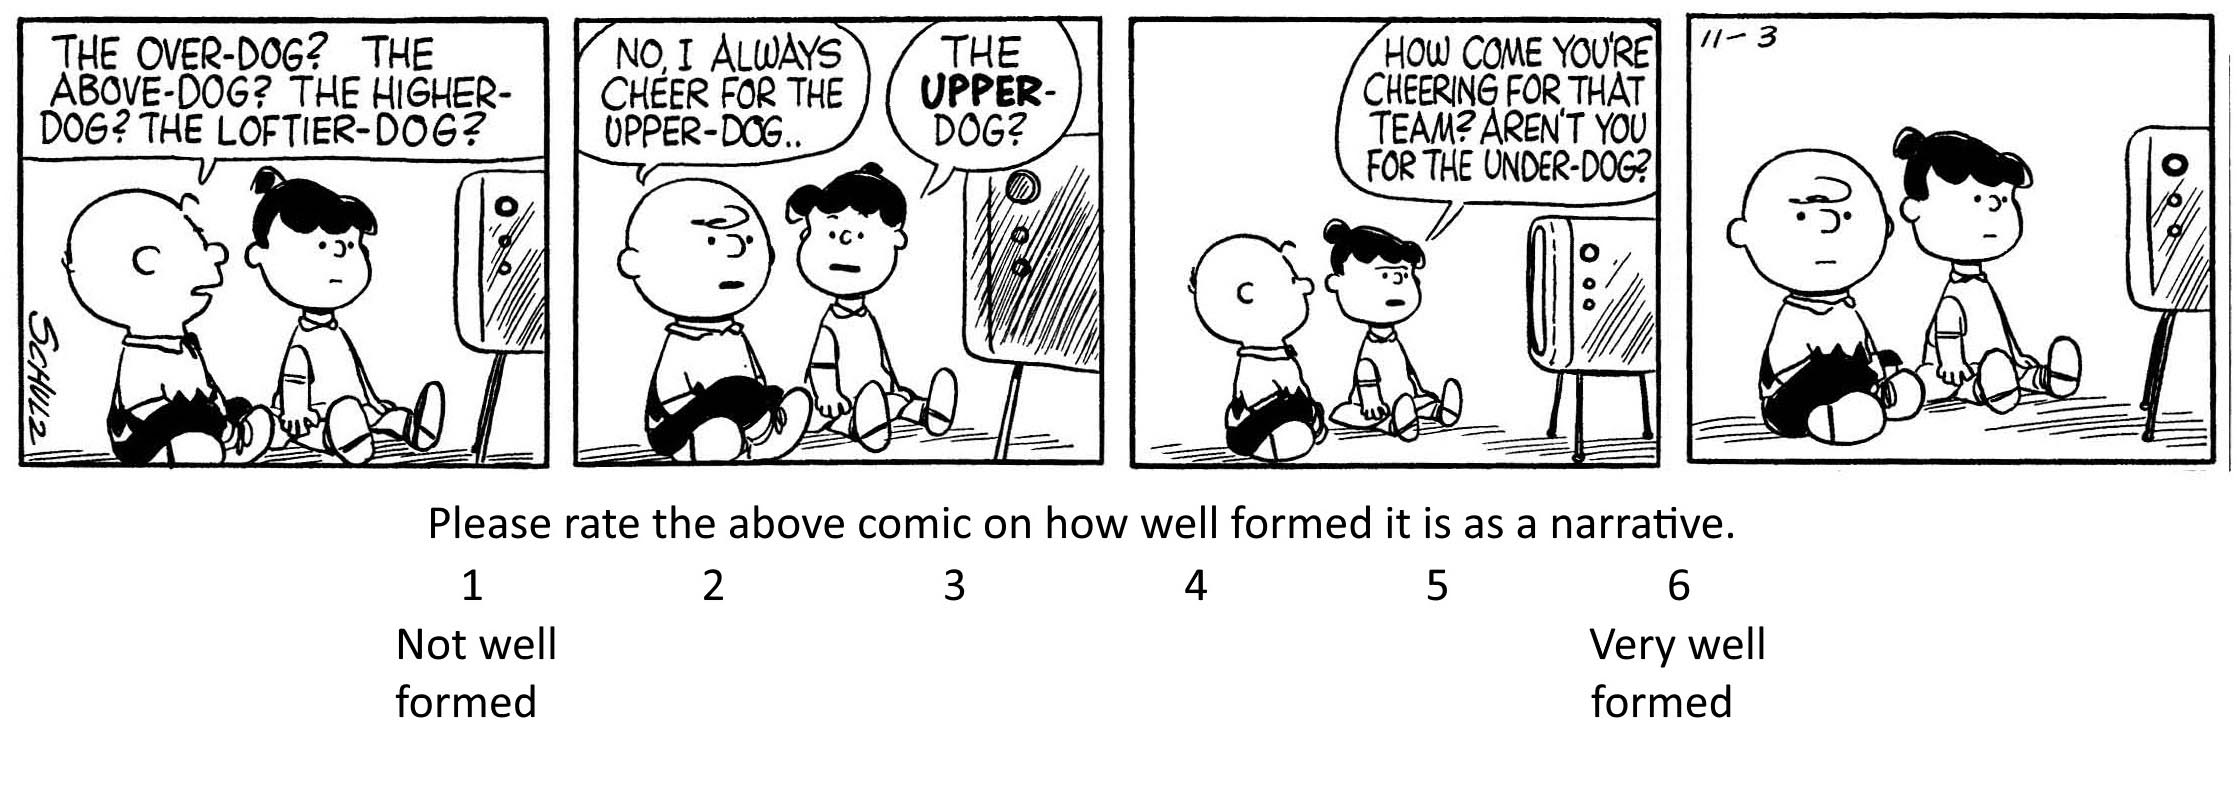 THE OVER-DOG? THE
ABOVE-DOG? THE HIGHER-
DOG? THE LOFTIER-DOG?
SCHULZ
NO, I ALWAYS
CHEER FOR THE
UPPER-DOG..
THE
UPPER-
DOG?
HOW COME YOU'RE
CHEERING FOR THAT
TEAM? AREN'T YOU
FOR THE UNDER-DOG?
11-3
Please rate the above comic on how well formed it is as a narrative.
1 2 3 4 5 6
Not well
formed
Very well
formed